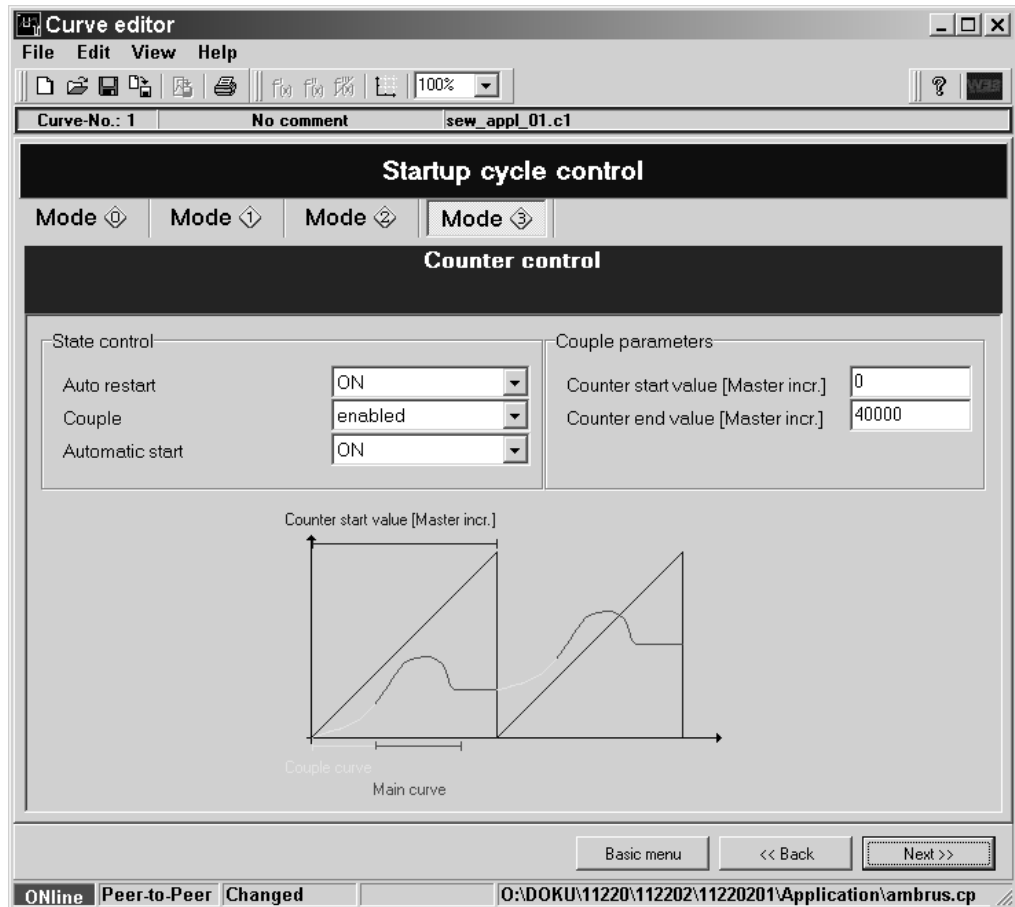 Curve editor
File Edit View Help
100%
Curve-No.: 1 No comment sew_appl_01.c1
Startup cycle control
Mode 0 Mode 1 Mode 2 Mode 3
Counter control
State control
Auto restart ON
Couple enabled
Automatic start ON
Couple parameters
Counter start value [Master incr.] 0
Counter end value [Master incr.] 40000
Counter start value [Master incr.]
Couple curve
Main curve
Basic menu << Back Next >>
ONline Peer-to-Peer Changed O:\DOKU\11220\112202\11220201\Application\ambrus.cp